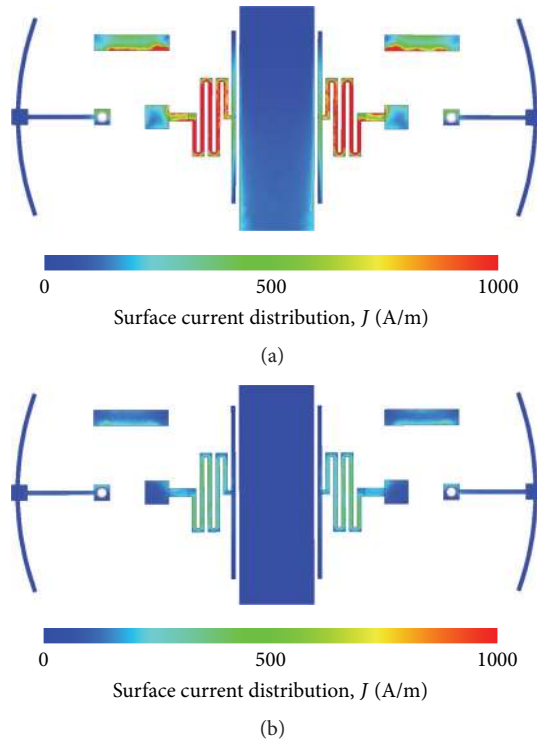 0 500 1000
Surface current distribution, J (A/m)
(a)
0 500 1000
Surface current distribution, J (A/m)
(b)